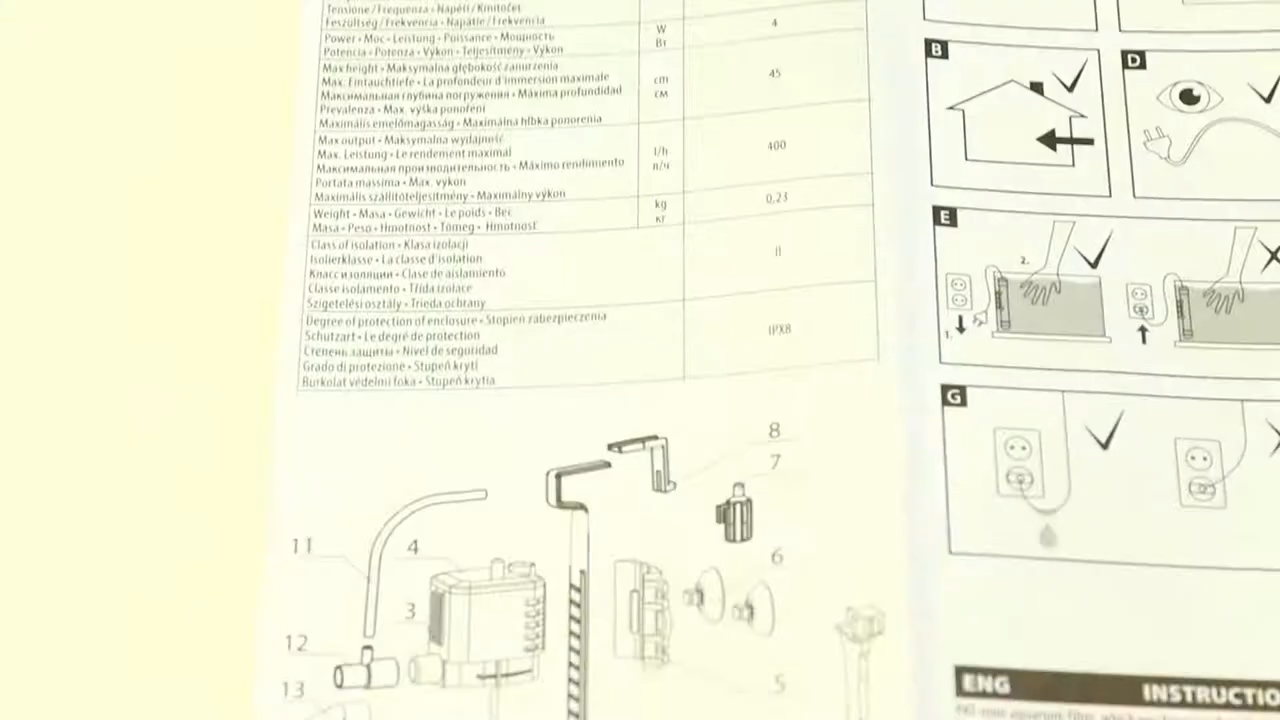 Tensione/Frequenza • Napětí/Kmitočet
Feszültség/Frekvencia • Napätie/Frekvencia
Power • Moc • Leistung • Puissance • Мощность
Potencia • Potenza • Výkon • Teljesítmény • Výkon
W
Вт
4
Max height • Maksymalna głębokość zanurzenia
Max. Eintauchtiefe • La profondeur d'immersion maximale
Максимальная глубина погружения • Máxima profundidad
Prevalenza • Max. výška ponoření
Maximális emelőmagasság • Maximálna hĺbka ponorenia
cm
см
45
Max output • Maksymalna wydajność
Max. Leistung • Le rendement maximal
Максимальная производительность • Máximo rendimiento
Portata massima • Max. výkon
Maximális szállítóteljesítmény • Maximálny výkon
l/h
л/ч
400
Weight • Masa • Gewicht • Le poids • Вес
Masa • Peso • Hmotnost • Tömeg • Hmotnosť
kg
кг
0,23
Class of isolation • Klasa izolacji
Isolierklasse • La classe d'isolation
Класс изоляции • Clase de aislamiento
Classe isolamento • Třída izolace
Szigetelési osztály • Trieda ochrany
II
Degree of protection of enclosure • Stopień zabezpieczenia
Schutzart • Le degré de protection
Степень защиты • Nivel de seguridad
Grado di protezione • Stupeň krytí
Burkolat védelmi foka • Stupeň krytia
IPX8
8
7
11
4
6
3
12
13
5
B
D
E
2.
1.
G
ENG
INSTRUCTIO